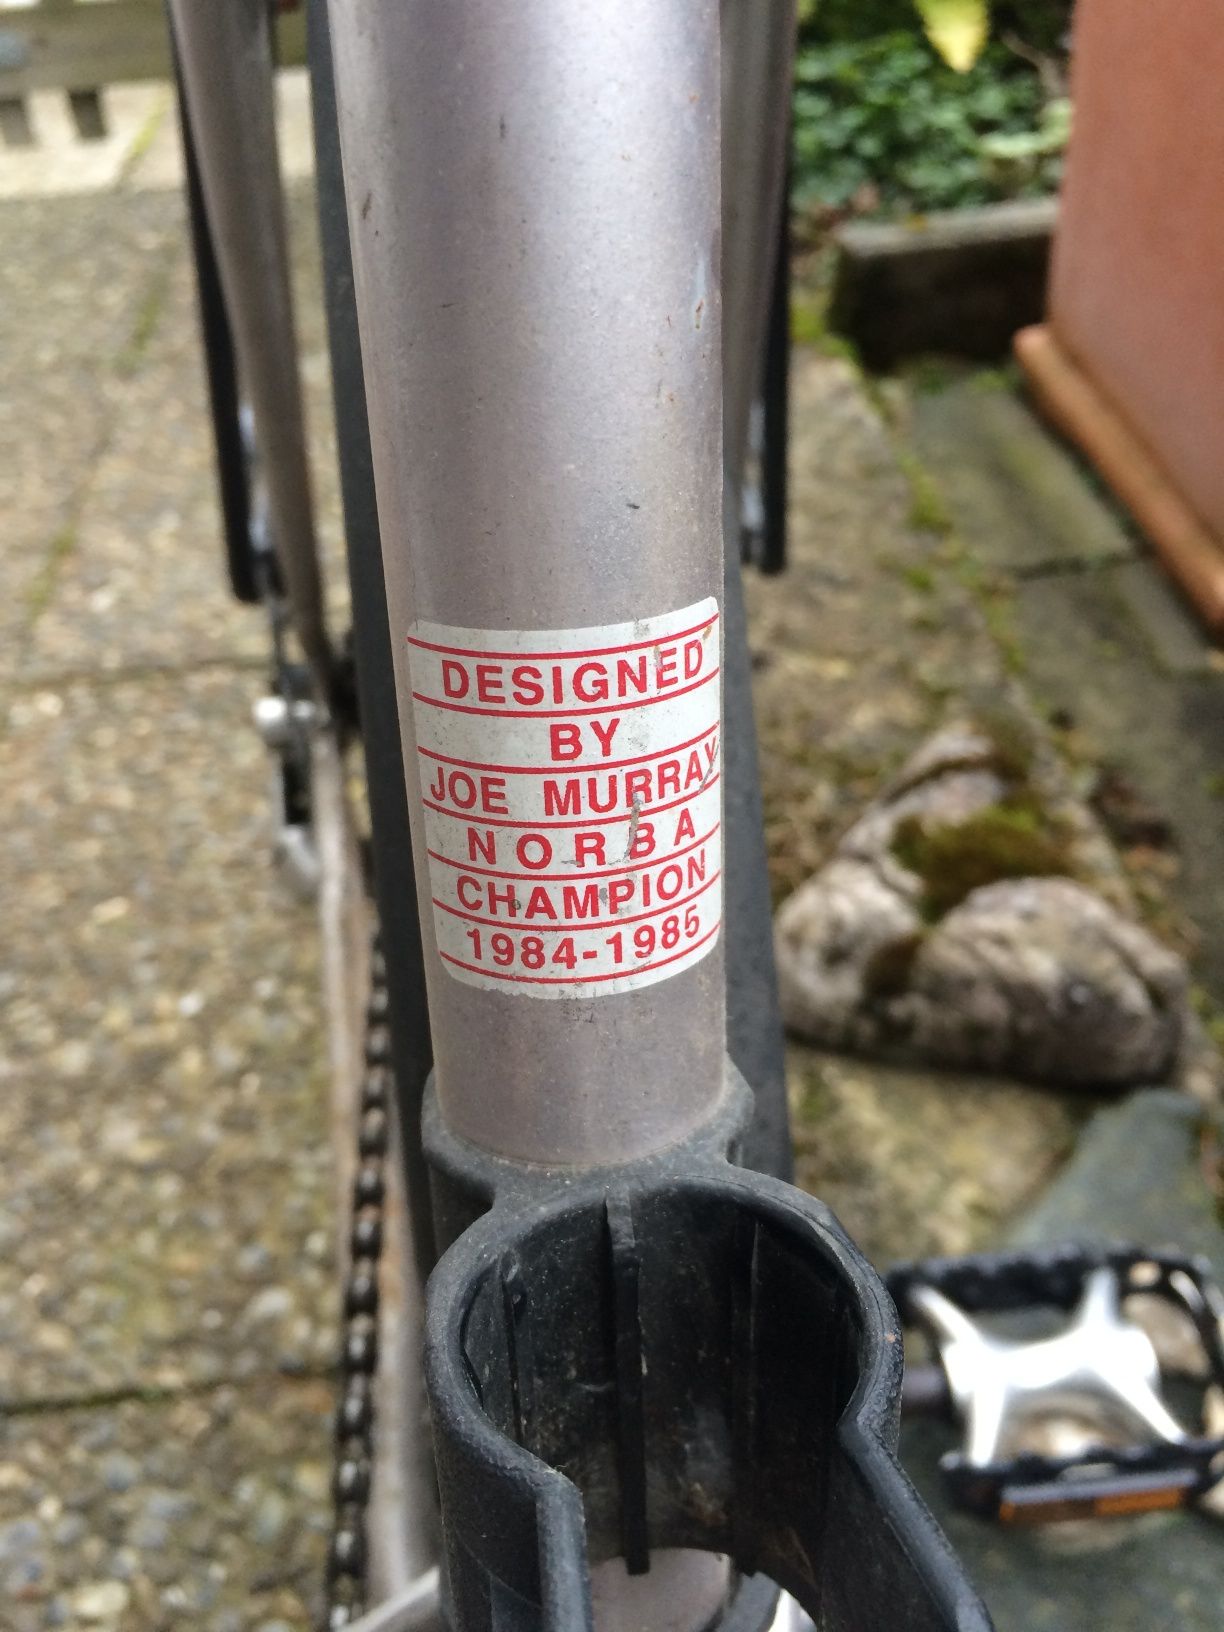 DESIGNED
BY
JOE MURRAY
NORBA
CHAMPION
1984-1985